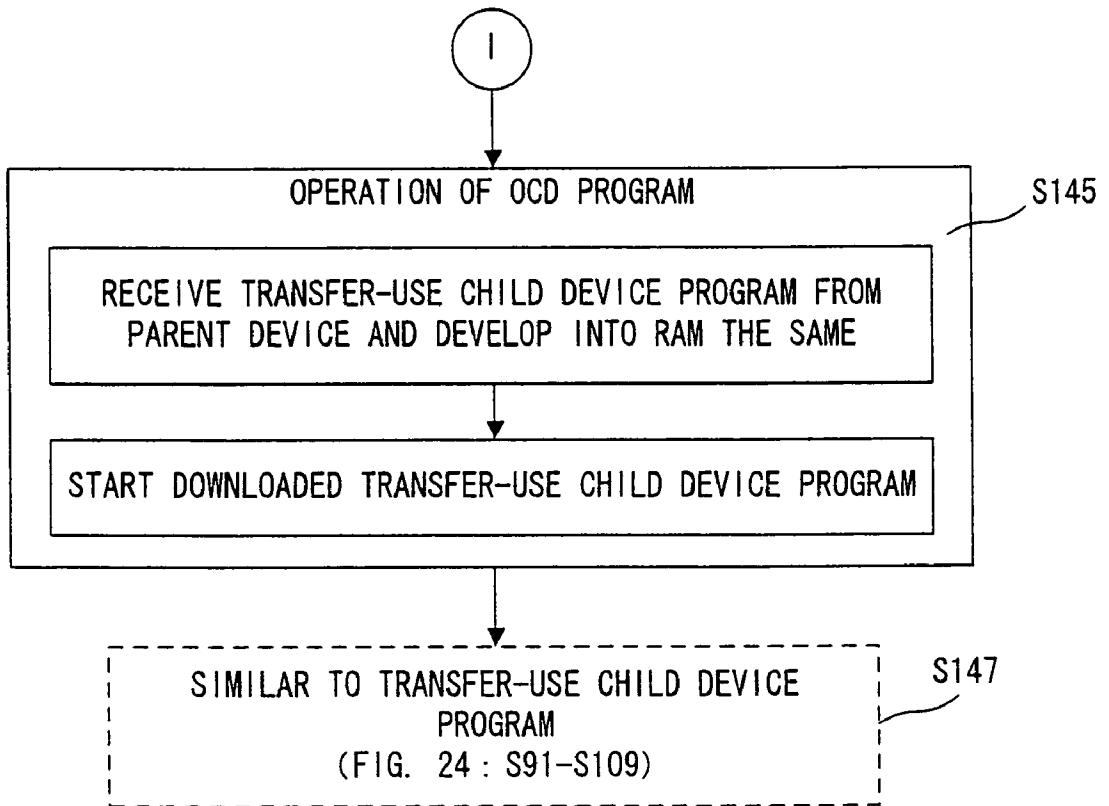 I
OPERATION OF OCD PROGRAM
S145
RECEIVE TRANSFER-USE CHILD DEVICE PROGRAM FROM
PARENT DEVICE AND DEVELOP INTO RAM THE SAME
START DOWNLOADED TRANSFER-USE CHILD DEVICE PROGRAM
SIMILAR TO TRANSFER-USE CHILD DEVICE
S147
PROGRAM
(FIG. 24 : S91-S109)